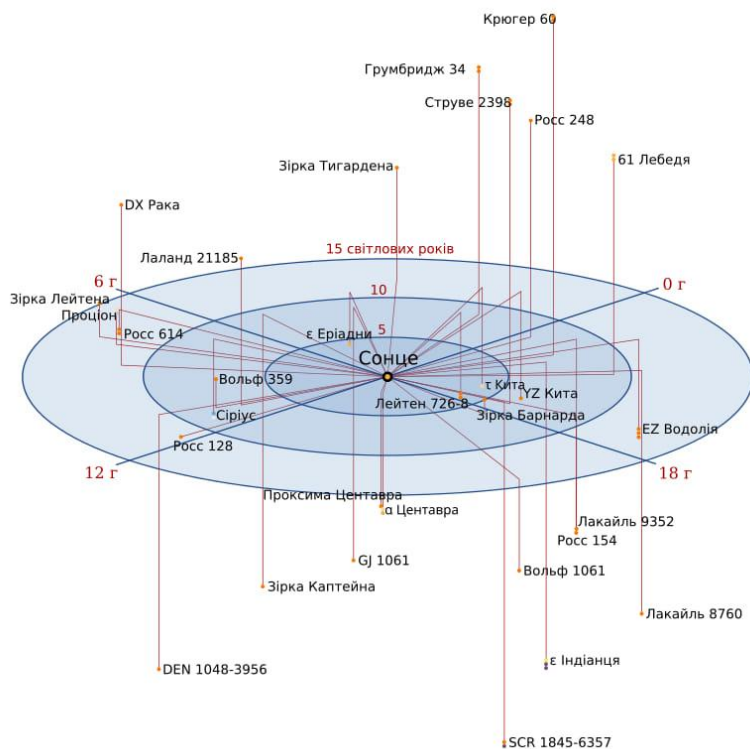 Крюгер 60
Грумбридж 34
Струве 2398
Росс 248
61 Лебедя
Зірка Тигардена
DX Рака
15 світлових років
Лаланд 21185
6 г
0 г
10
Зірка Лейтена
Проціон
5
ε Еріадни
Росс 614
Сонце
Вольф 359
τ Кита
YZ Кита
Лейтен 726-8
Зірка Барнарда
Сіріус
EZ Водолія
Росс 128
12 г
18 г
Проксима Центавра
α Центавра
Лакайль 9352
Росс 154
GJ 1061
Вольф 1061
Зірка Каптейна
Лакайль 8760
ε Індіанця
DEN 1048-3956
SCR 1845-6357